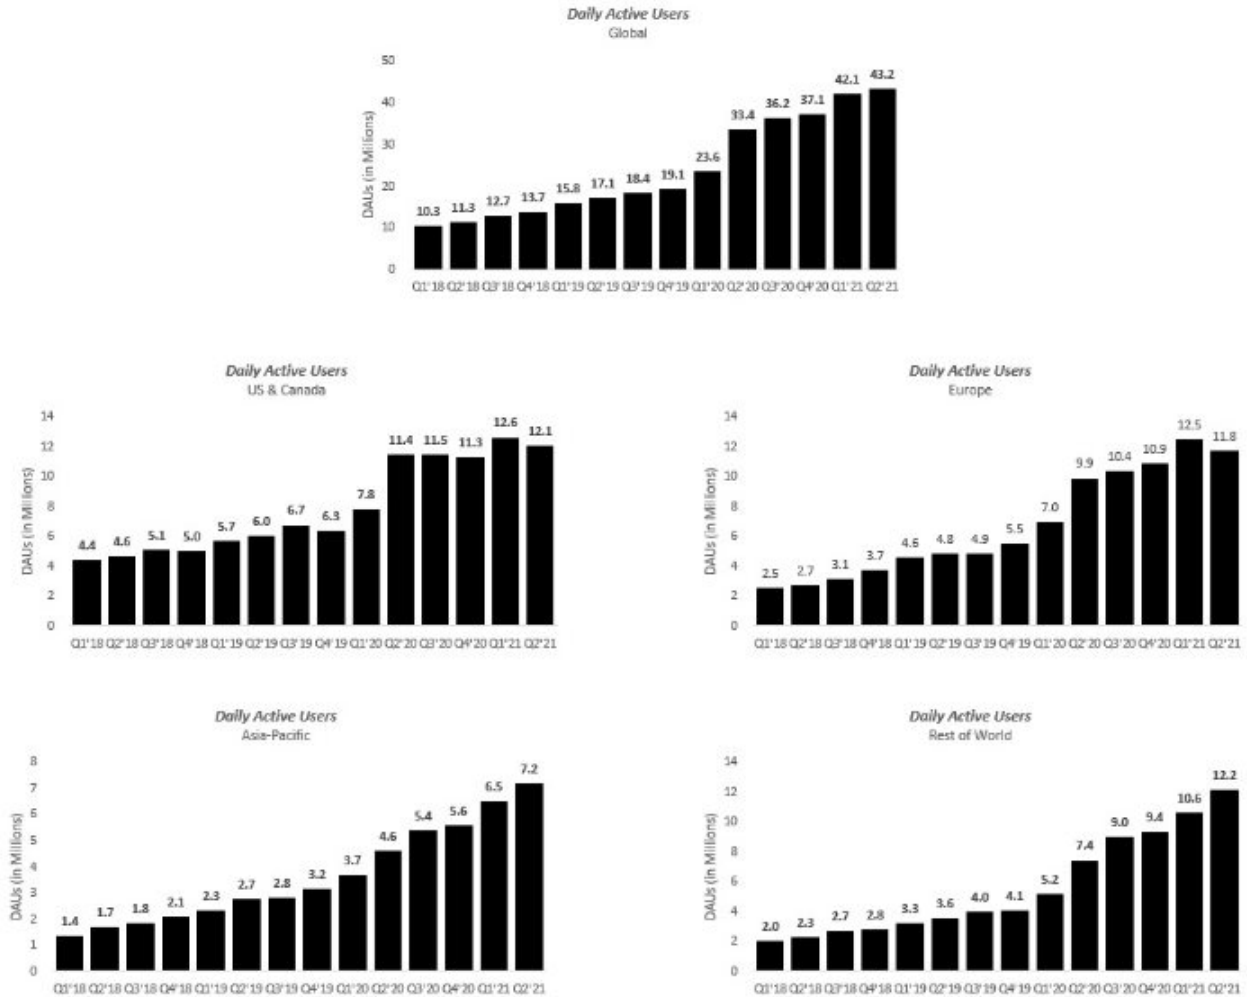 Daily Active Users
Global
50
40
30
20
10
0
DAUs (in Millions)
10.3 11.3 12.7 13.7 15.8 17.1 18.4 19.1 23.6 33.4 36.2 37.1 42.1 43.2
Q1'18 Q2'18 Q3'18 Q4'18 Q1'19 Q2'19 Q3'19 Q4'19 Q1'20 Q2'20 Q3'20 Q4'20 Q1'21 Q2'21
Daily Active Users
US & Canada
14
12
10
8
6
4
2
0
DAUs (in Millions)
4.4 4.6 5.1 5.0 5.7 6.0 6.7 6.3 7.8 11.4 11.5 11.3 12.6 12.1
Q1'18 Q2'18 Q3'18 Q4'18 Q1'19 Q2'19 Q3'19 Q4'19 Q1'20 Q2'20 Q3'20 Q4'20 Q1'21 Q2'21
Daily Active Users
Europe
14
12
10
8
6
4
2
0
DAUs (in Millions)
2.5 2.7 3.1 3.7 4.6 4.8 4.9 5.5 7.0 9.9 10.4 10.9 12.5 11.8
Q1'18 Q2'18 Q3'18 Q4'18 Q1'19 Q2'19 Q3'19 Q4'19 Q1'20 Q2'20 Q3'20 Q4'20 Q1'21 Q2'21
Daily Active Users
Asia-Pacific
8
7
6
5
4
3
2
1
0
DAUs (in Millions)
1.4 1.7 1.8 2.1 2.3 2.7 2.8 3.2 3.7 4.6 5.4 5.6 6.5 7.2
Q1'18 Q2'18 Q3'18 Q4'18 Q1'19 Q2'19 Q3'19 Q4'19 Q1'20 Q2'20 Q3'20 Q4'20 Q1'21 Q2'21
Daily Active Users
Rest of World
14
12
10
8
6
4
2
0
DAUs (in Millions)
2.0 2.3 2.7 2.8 3.3 3.6 4.0 4.1 5.2 7.4 9.0 9.4 10.6 12.2
Q1'18 Q2'18 Q3'18 Q4'18 Q1'19 Q2'19 Q3'19 Q4'19 Q1'20 Q2'20 Q3'20 Q4'20 Q1'21 Q2'21